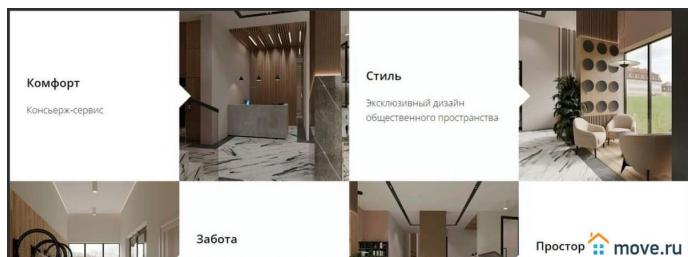 Комфорт
Консьерж-сервис
Стиль
Эксклюзивный дизайн
общественного пространства
Забота
Простор
move.ru